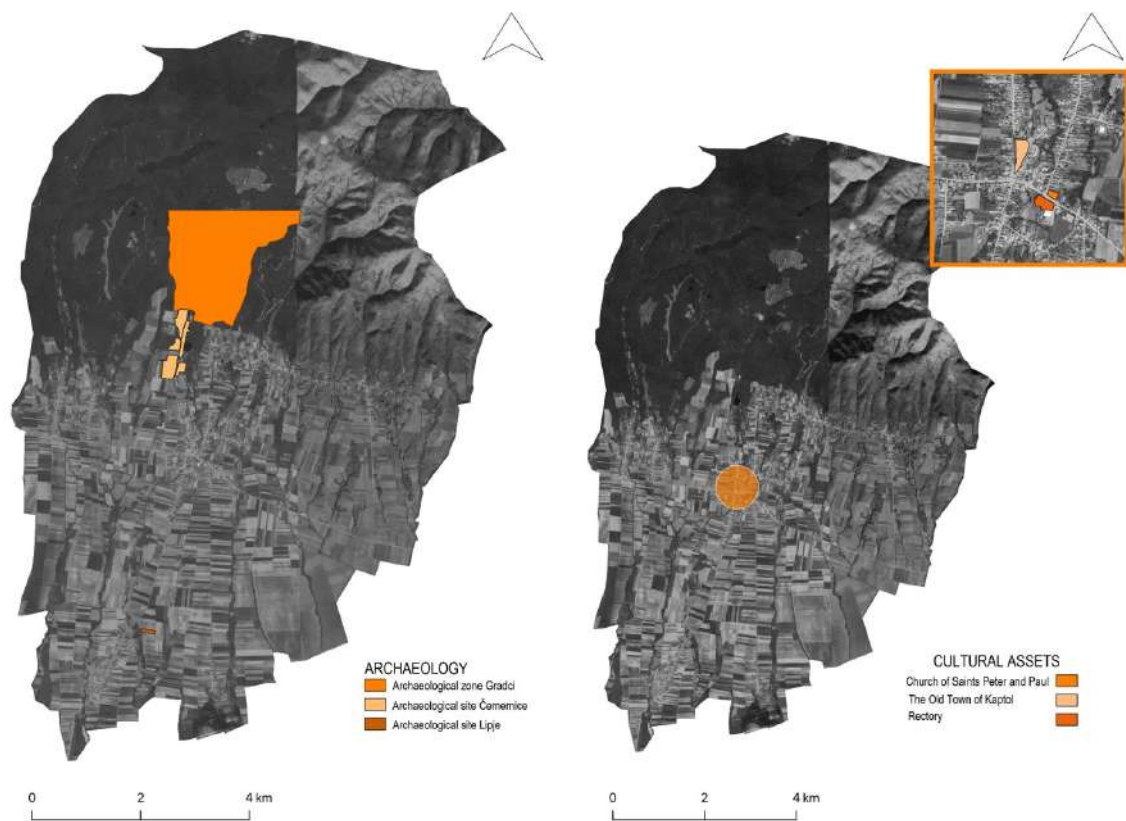 ARCHAEOLOGY
Archaeological zone Gradci
Archaeological site Čemernice
Archaeological site Lipje
0 2 4 km
CULTURAL ASSETS
Church of Saints Peter and Paul
The Old Town of Kaptol
Rectory
0 2 4 km